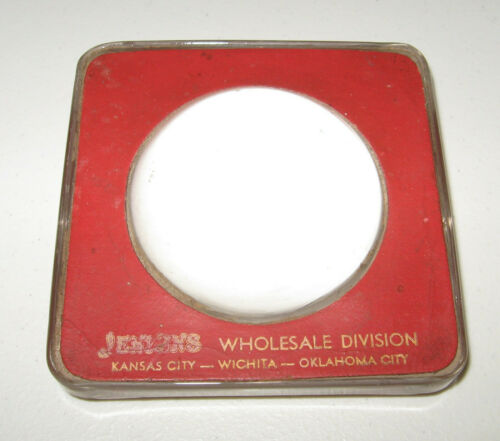 JENKINS WHOLESALE DIVISION
KANSAS CITY — WICHITA — OKLAHOMA CITY